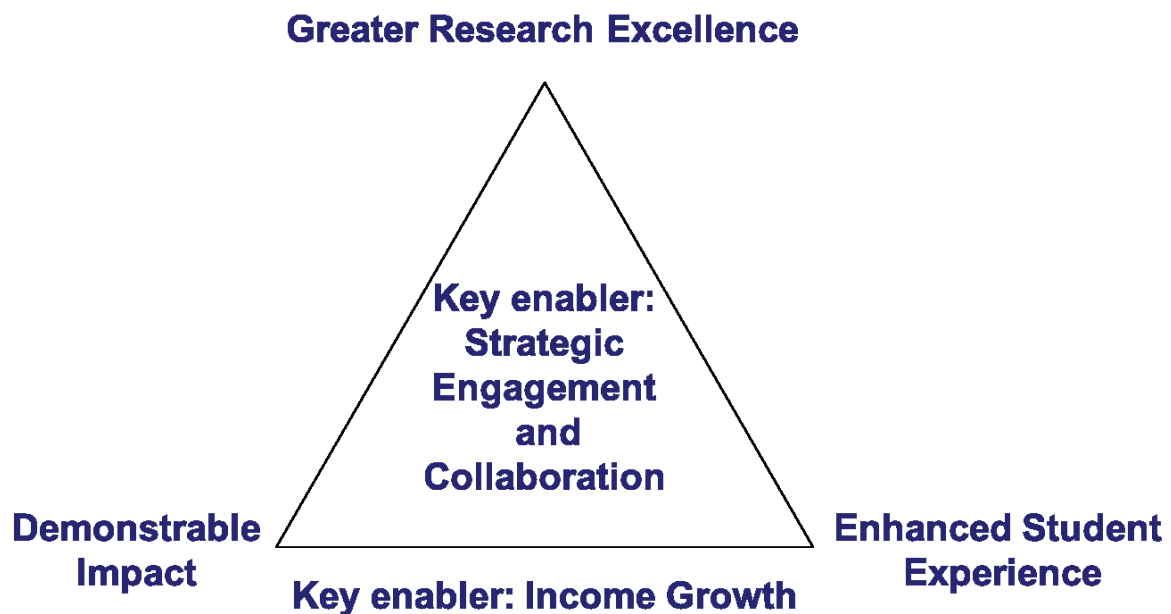 Greater Research Excellence
Key enabler:
Strategic
Engagement
and
Collaboration
Demonstrable
Impact
Enhanced Student
Experience
Key enabler: Income Growth